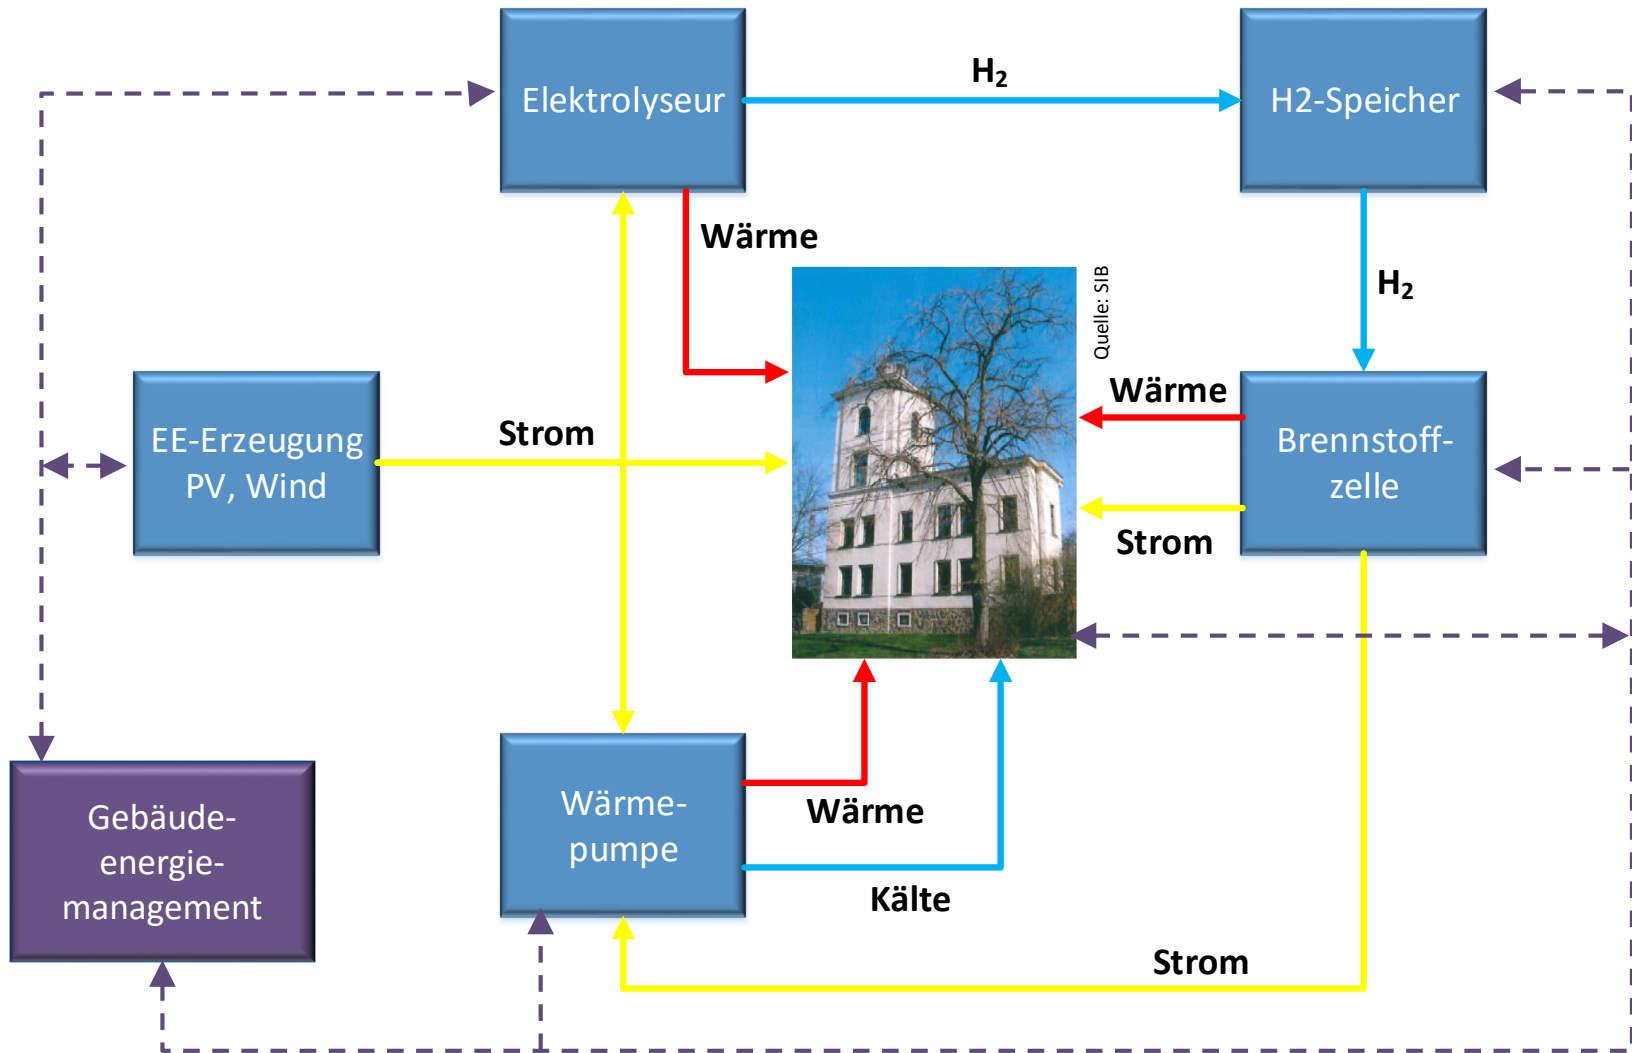 Elektrolyseur
H₂
H2-Speicher
Wärme
Quelle: SIB
H₂
EE-Erzeugung
PV, Wind
Strom
Wärme
Strom
Brennstoff-
zelle
Gebäude-
energie-
management
Wärme-
pumpe
Wärme
Kälte
Strom